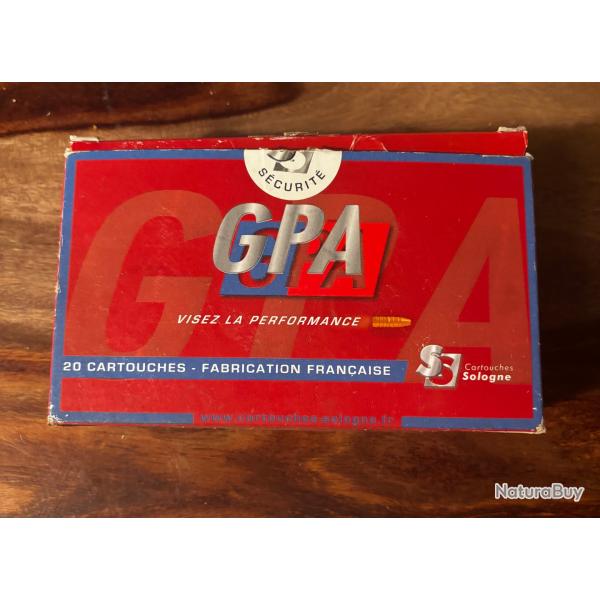 SÉCURITÉ
GPA
VISEZ LA PERFORMANCE
20 CARTOUCHES - FABRICATION FRANÇAISE
Cartouches
Sologne
www.cartouches-sologne.fr
NaturaBuy